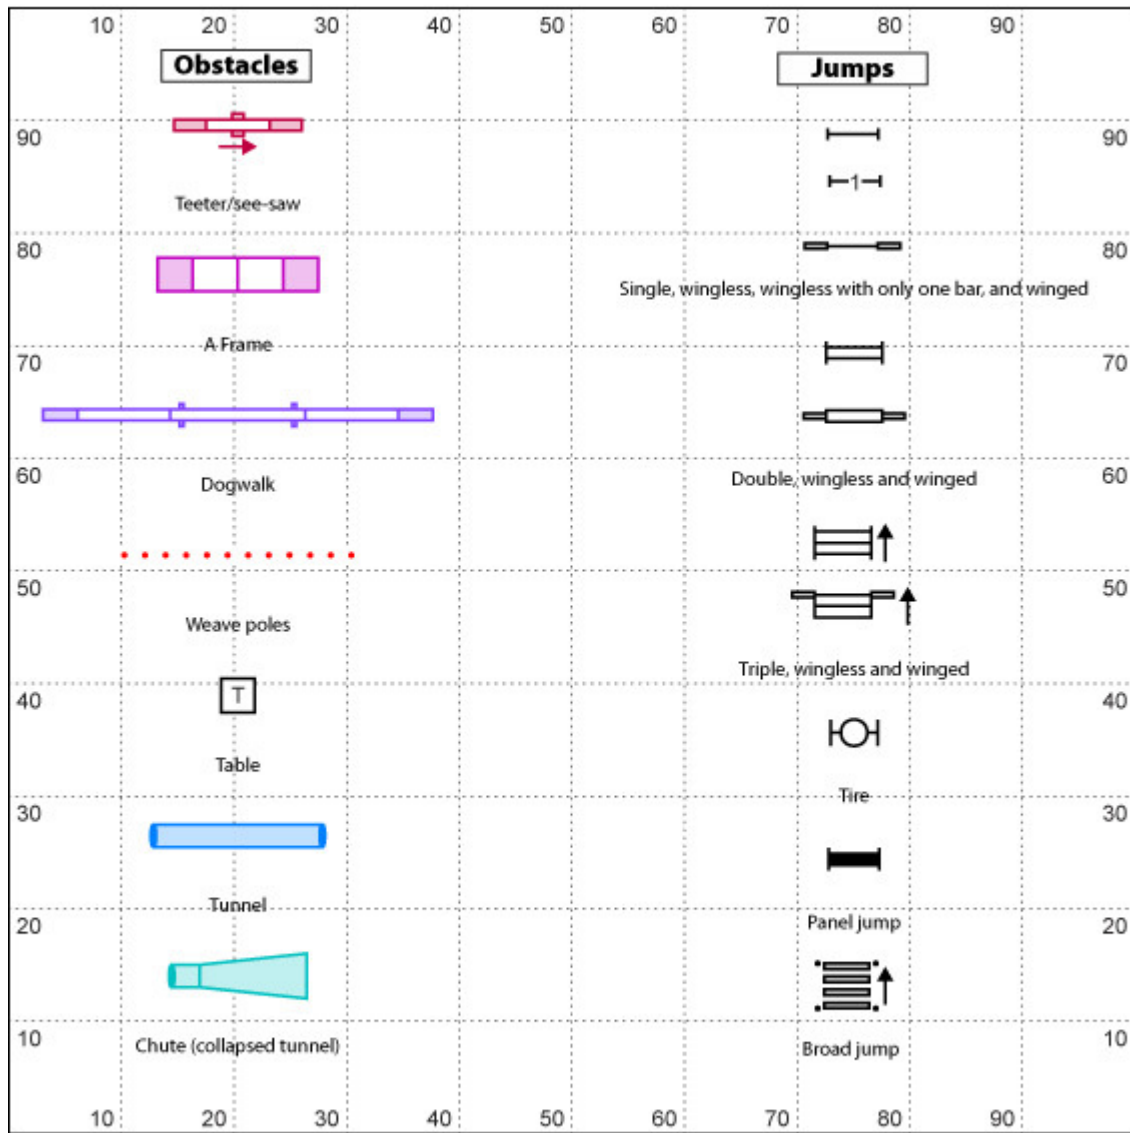 10 20 30 40 50 60 70 80 90
Obstacles
Jumps
90 90
1
Teeter/see-saw
80 80
Single, wingless, wingless with only one bar, and winged
A Frame
70 70
60 60
Dogwalk
Double, wingless and winged
50 50
Weave poles
Triple, wingless and winged
T
40 40
Table
Tire
30 30
Tunnel
20 20
Panel jump
10 10
Chute (collapsed tunnel)
Broad jump
10 20 30 40 50 60 70 80 90